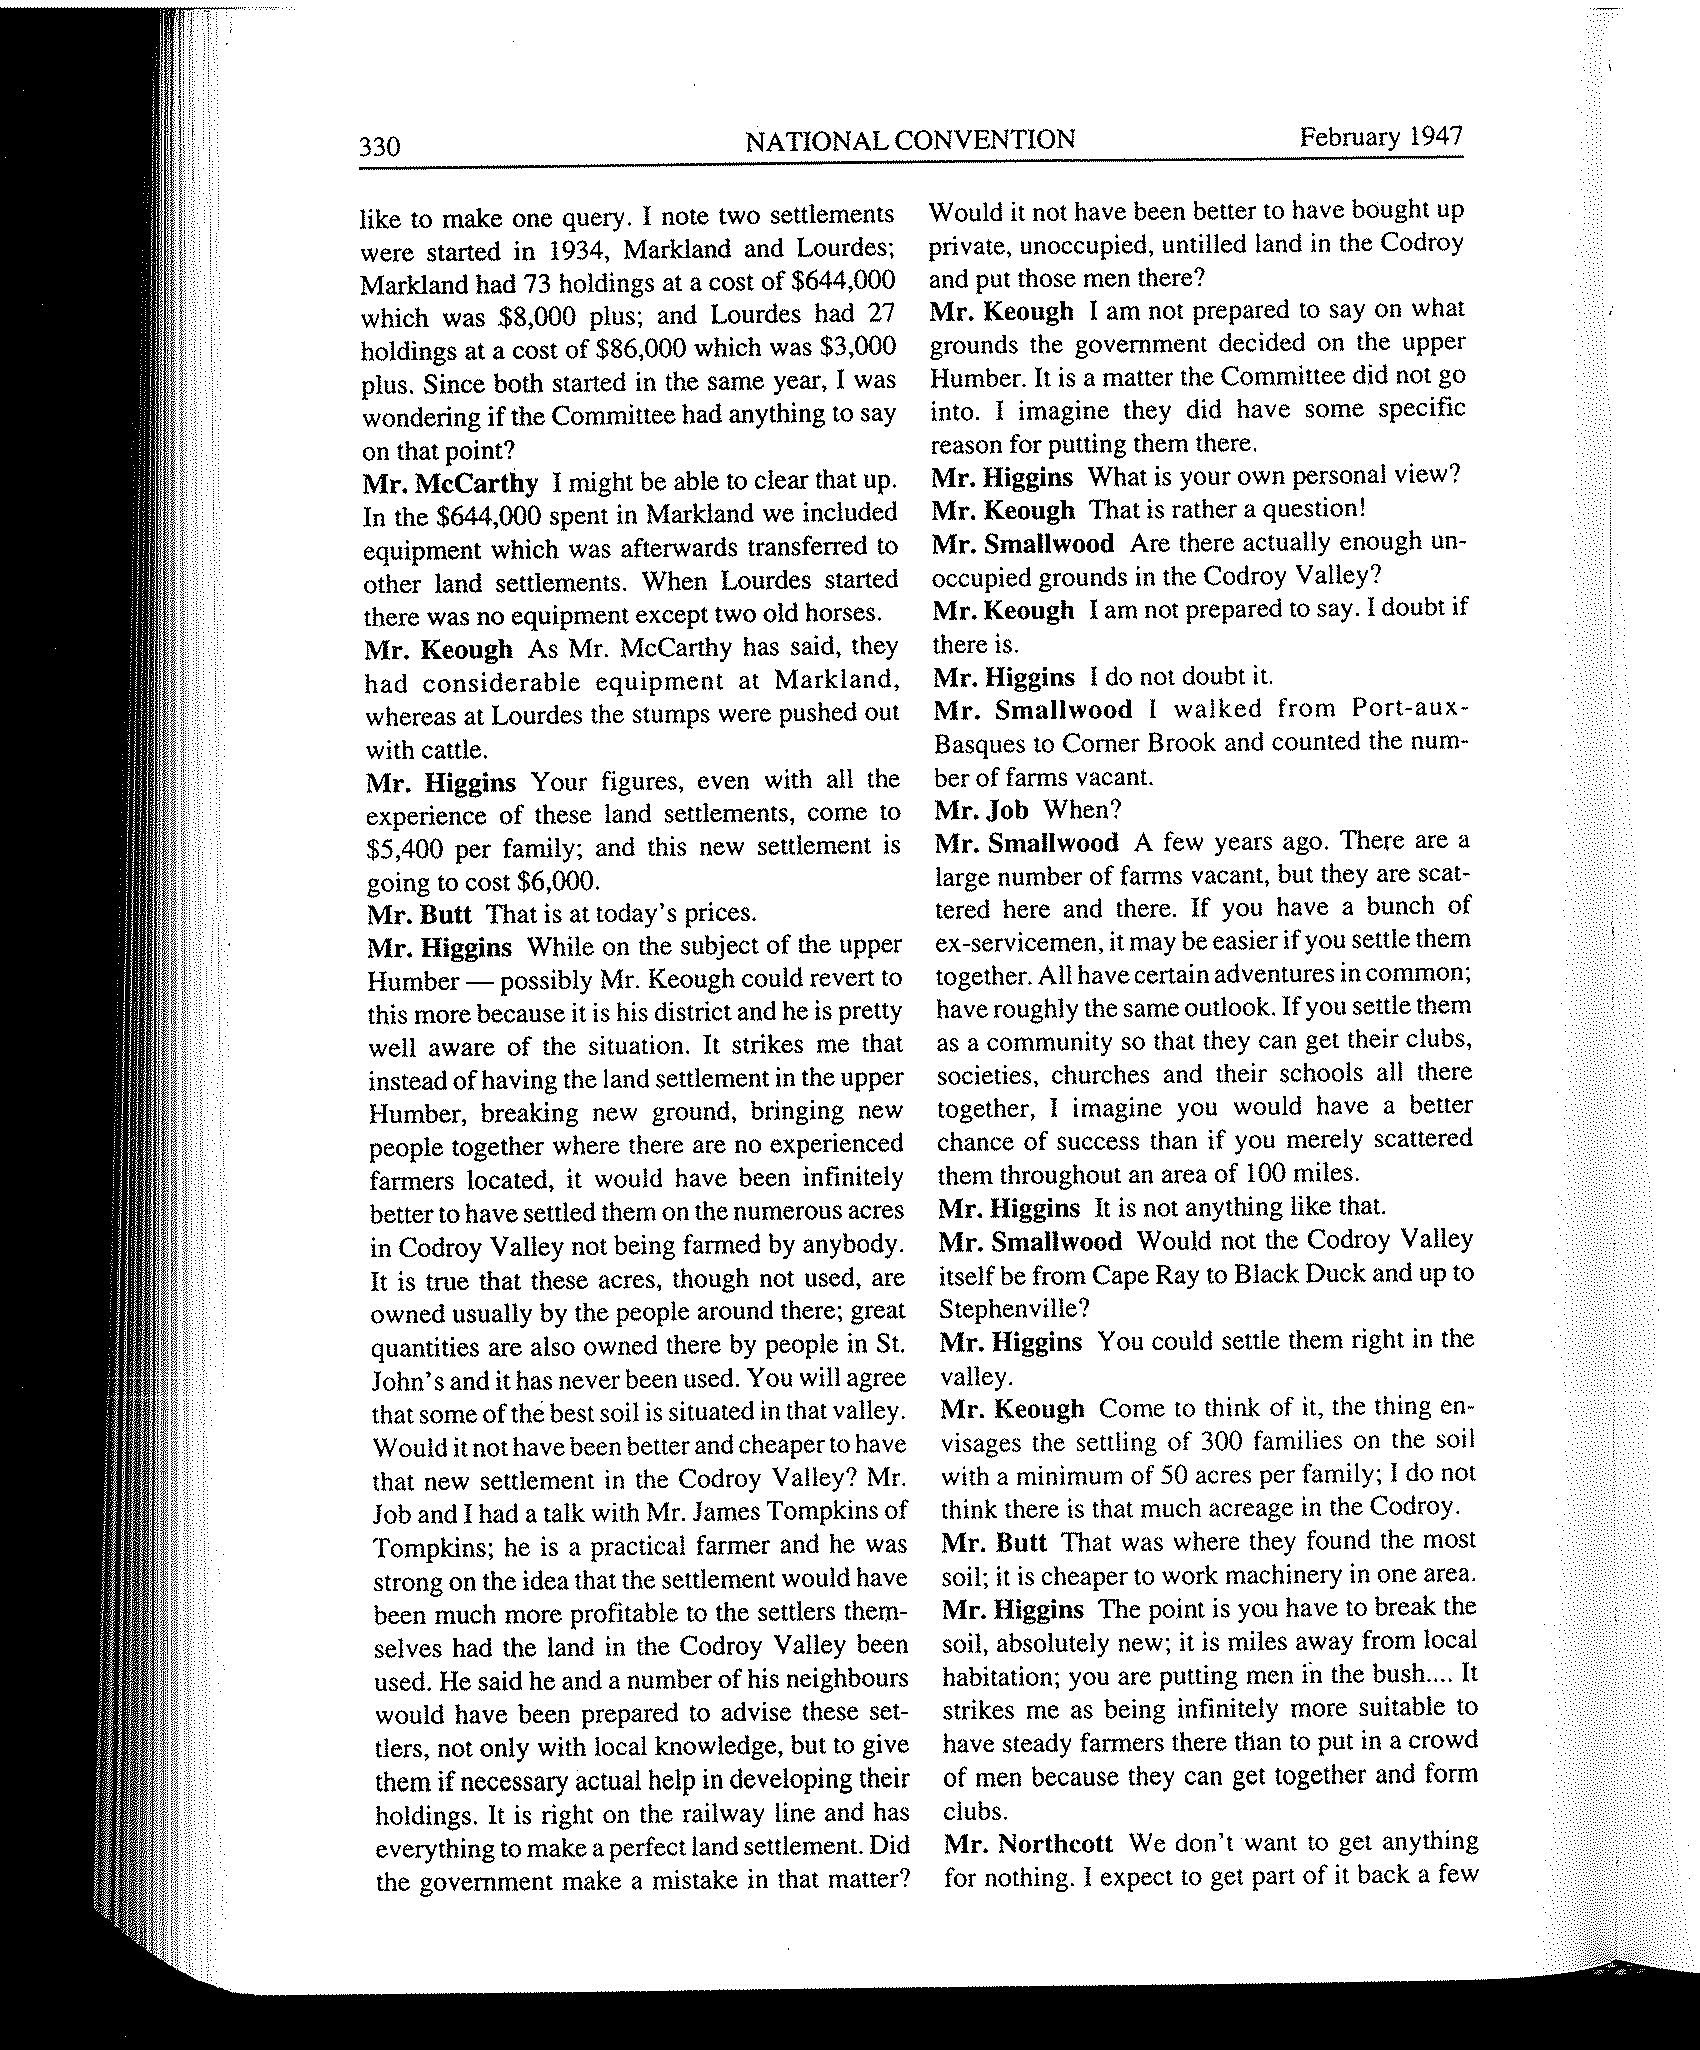 330 NATIONAL CONVENTION February 1947
like to make one query. I note two settlements
were started in 1934, Markland and Lourdes;
Markland had 73 holdings at a cost of $644,000
which was $8,000 plus; and Lourdes had 27
holdings at a cost of $86,000 which was $3,000
plus. Since both started in the same year, I was
wondering if the Committee had anything to say
on that point?
Mr. McCarthy I might be able to clear that up.
In the $644,000 spent in Markland we included
equipment which was afterwards transferred to
other land settlements. When Lourdes started
there was no equipment except two old horses.
Mr. Keough As Mr. McCarthy has said, they
had considerable equipment at Markland,
whereas at Lourdes the stumps were pushed out
with cattle.
Mr. Higgins Your figures, even with all the
experience of these land settlements, come to
$5,400 per family; and this new settlement is
going to cost $6,000.
Mr. Butt That is at today's prices.
Mr. Higgins While on the subject of the upper
Humber — possibly Mr. Keough could revert to
this more because it is his district and he is pretty
well aware of the situation. It strikes me that
instead of having the land settlement in the upper
Humber, breaking new ground, bringing new
people together where there are no experienced
farmers located, it would have been infinitely
better to have settled them on the numerous acres
in Codroy Valley not being farmed by anybody.
It is true that these acres, though not used, are
owned usually by the people around there; great
quantities are also owned there by people in St.
John's and it has never been used. You will agree
that some of the best soil is situated in that valley.
Would it not have been better and cheaper to have
that new settlement in the Codroy Valley? Mr.
Job and I had a talk with Mr. James Tompkins of
Tompkins; he is a practical farmer and he was
strong on the idea that the settlement would have
been much more profitable to the settlers them-
selves had the land in the Codroy Valley been
used. He said he and a number of his neighbours
would have been prepared to advise these set-
tlers, not only with local knowledge, but to give
them if necessary actual help in developing their
holdings. It is right on the railway line and has
everything to make a perfect land settlement. Did
the government make a mistake in that matter?
Would it not have been better to have bought up
private, unoccupied, untilled land in the Codroy
and put those men there?
Mr. Keough I am not prepared to say on what
grounds the government decided on the upper
Humber. It is a matter the Committee did not go
into. I imagine they did have some specific
reason for putting them there.
Mr. Higgins What is your own personal view?
Mr. Keough That is rather a question!
Mr. Smallwood Are there actually enough un-
occupied grounds in the Codroy Valley?
Mr. Keough I am not prepared to say. I doubt if
there is.
Mr. Higgins I do not doubt it.
Mr. Smallwood I walked from Port-aux-
Basques to Corner Brook and counted the num-
ber of farms vacant.
Mr. Job When?
Mr. Smallwood A few years ago. There are a
large number of farms vacant, but they are scat-
tered here and there. If you have a bunch of
ex-servicemen, it may be easier if you settle them
together. All have certain adventures in common;
have roughly the same outlook. If you settle them
as a community so that they can get their clubs,
societies, churches and their schools all there
together, I imagine you would have a better
chance of success than if you merely scattered
them throughout an area of 100 miles.
Mr. Higgins It is not anything like that.
Mr. Smallwood Would not the Codroy Valley
itself be from Cape Ray to Black Duck and up to
Stephenville?
Mr. Higgins You could settle them right in the
valley.
Mr. Keough Come to think of it, the thing en-
visages the settling of 300 families on the soil
with a minimum of 50 acres per family; I do not
think there is that much acreage in the Codroy.
Mr. Butt That was where they found the most
soil; it is cheaper to work machinery in one area.
Mr. Higgins The point is you have to break the
soil, absolutely new; it is miles away from local
habitation; you are putting men in the bush.... It
strikes me as being infinitely more suitable to
have steady farmers there than to put in a crowd
of men because they can get together and form
clubs.
Mr. Northcott We don't want to get anything
for nothing. I expect to get part of it back a few